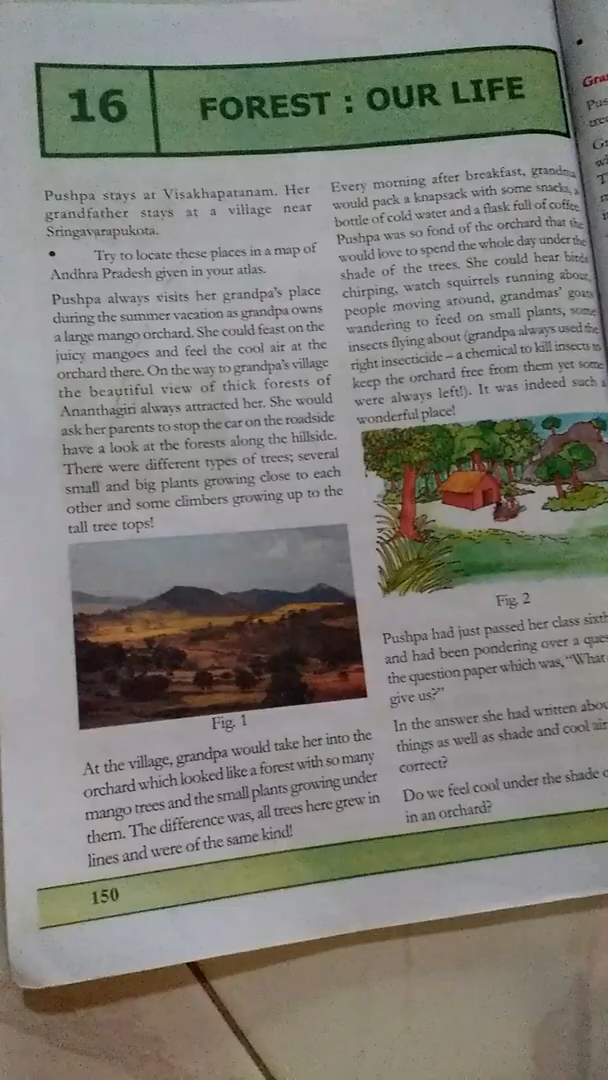 16
FOREST : OUR LIFE
Pushpa stays at Visakhapatanam. Her
grandfather stays at a village near
Sringavarapukota.
• Try to locate these places in a map of
Andhra Pradesh given in your atlas.
Pushpa always visits her grandpa's place
during the summer vacation as grandpa owns
a large mango orchard. She could feast on the
juicy mangoes and feel the cool air at the
orchard there. On the way to grandpa's village
the beautiful view of thick forests of
Ananthagiri always attracted her. She would
ask her parents to stop the car on the roadside
have a look at the forests along the hillside.
There were different types of trees; several
small and big plants growing close to each
other and some climbers growing up to the
tall tree tops!
Fig. 1
At the village, grandpa would take her into the
orchard which looked like a forest with so many
mango trees and the small plants growing under
them. The difference was, all trees here grew in
lines and were of the same kind!
Every morning after breakfast, grandma
would pack a knapsack with some snacks, a
bottle of cold water and a flask full of coffee.
Pushpa was so fond of the orchard that the
would love to spend the whole day under the
shade of the trees. She could hear birds
chirping, watch squirrels running about,
people moving around, grandmas' goats
wandering to feed on small plants, some
insects flying about (grandpa always used the
right insecticide – a chemical to kill insects to
keep the orchard free from them yet some
were always left!). It was indeed such a
wonderful place!
Fig. 2
Pushpa had just passed her class sixth
and had been pondering over a ques
the question paper which was, "What
give us?"
In the answer she had written abou
things as well as shade and cool air
correct?
Do we feel cool under the shade o
in an orchard?
150
Gra
Pus
tree